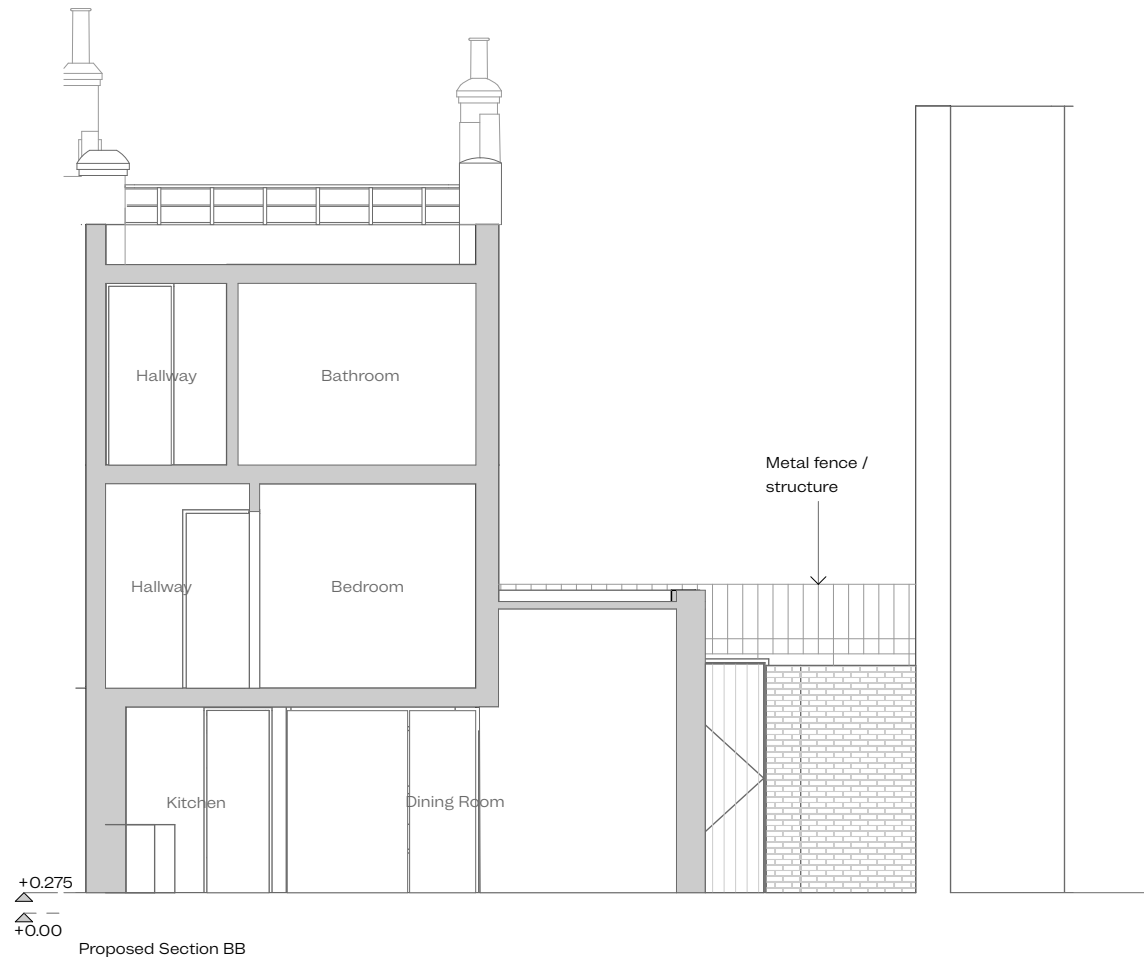 Hallway
Bathroom
Metal fence /
structure
Hallway
Bedroom
Kitchen
Dining Room
+0.275
+0.00
Proposed Section BB